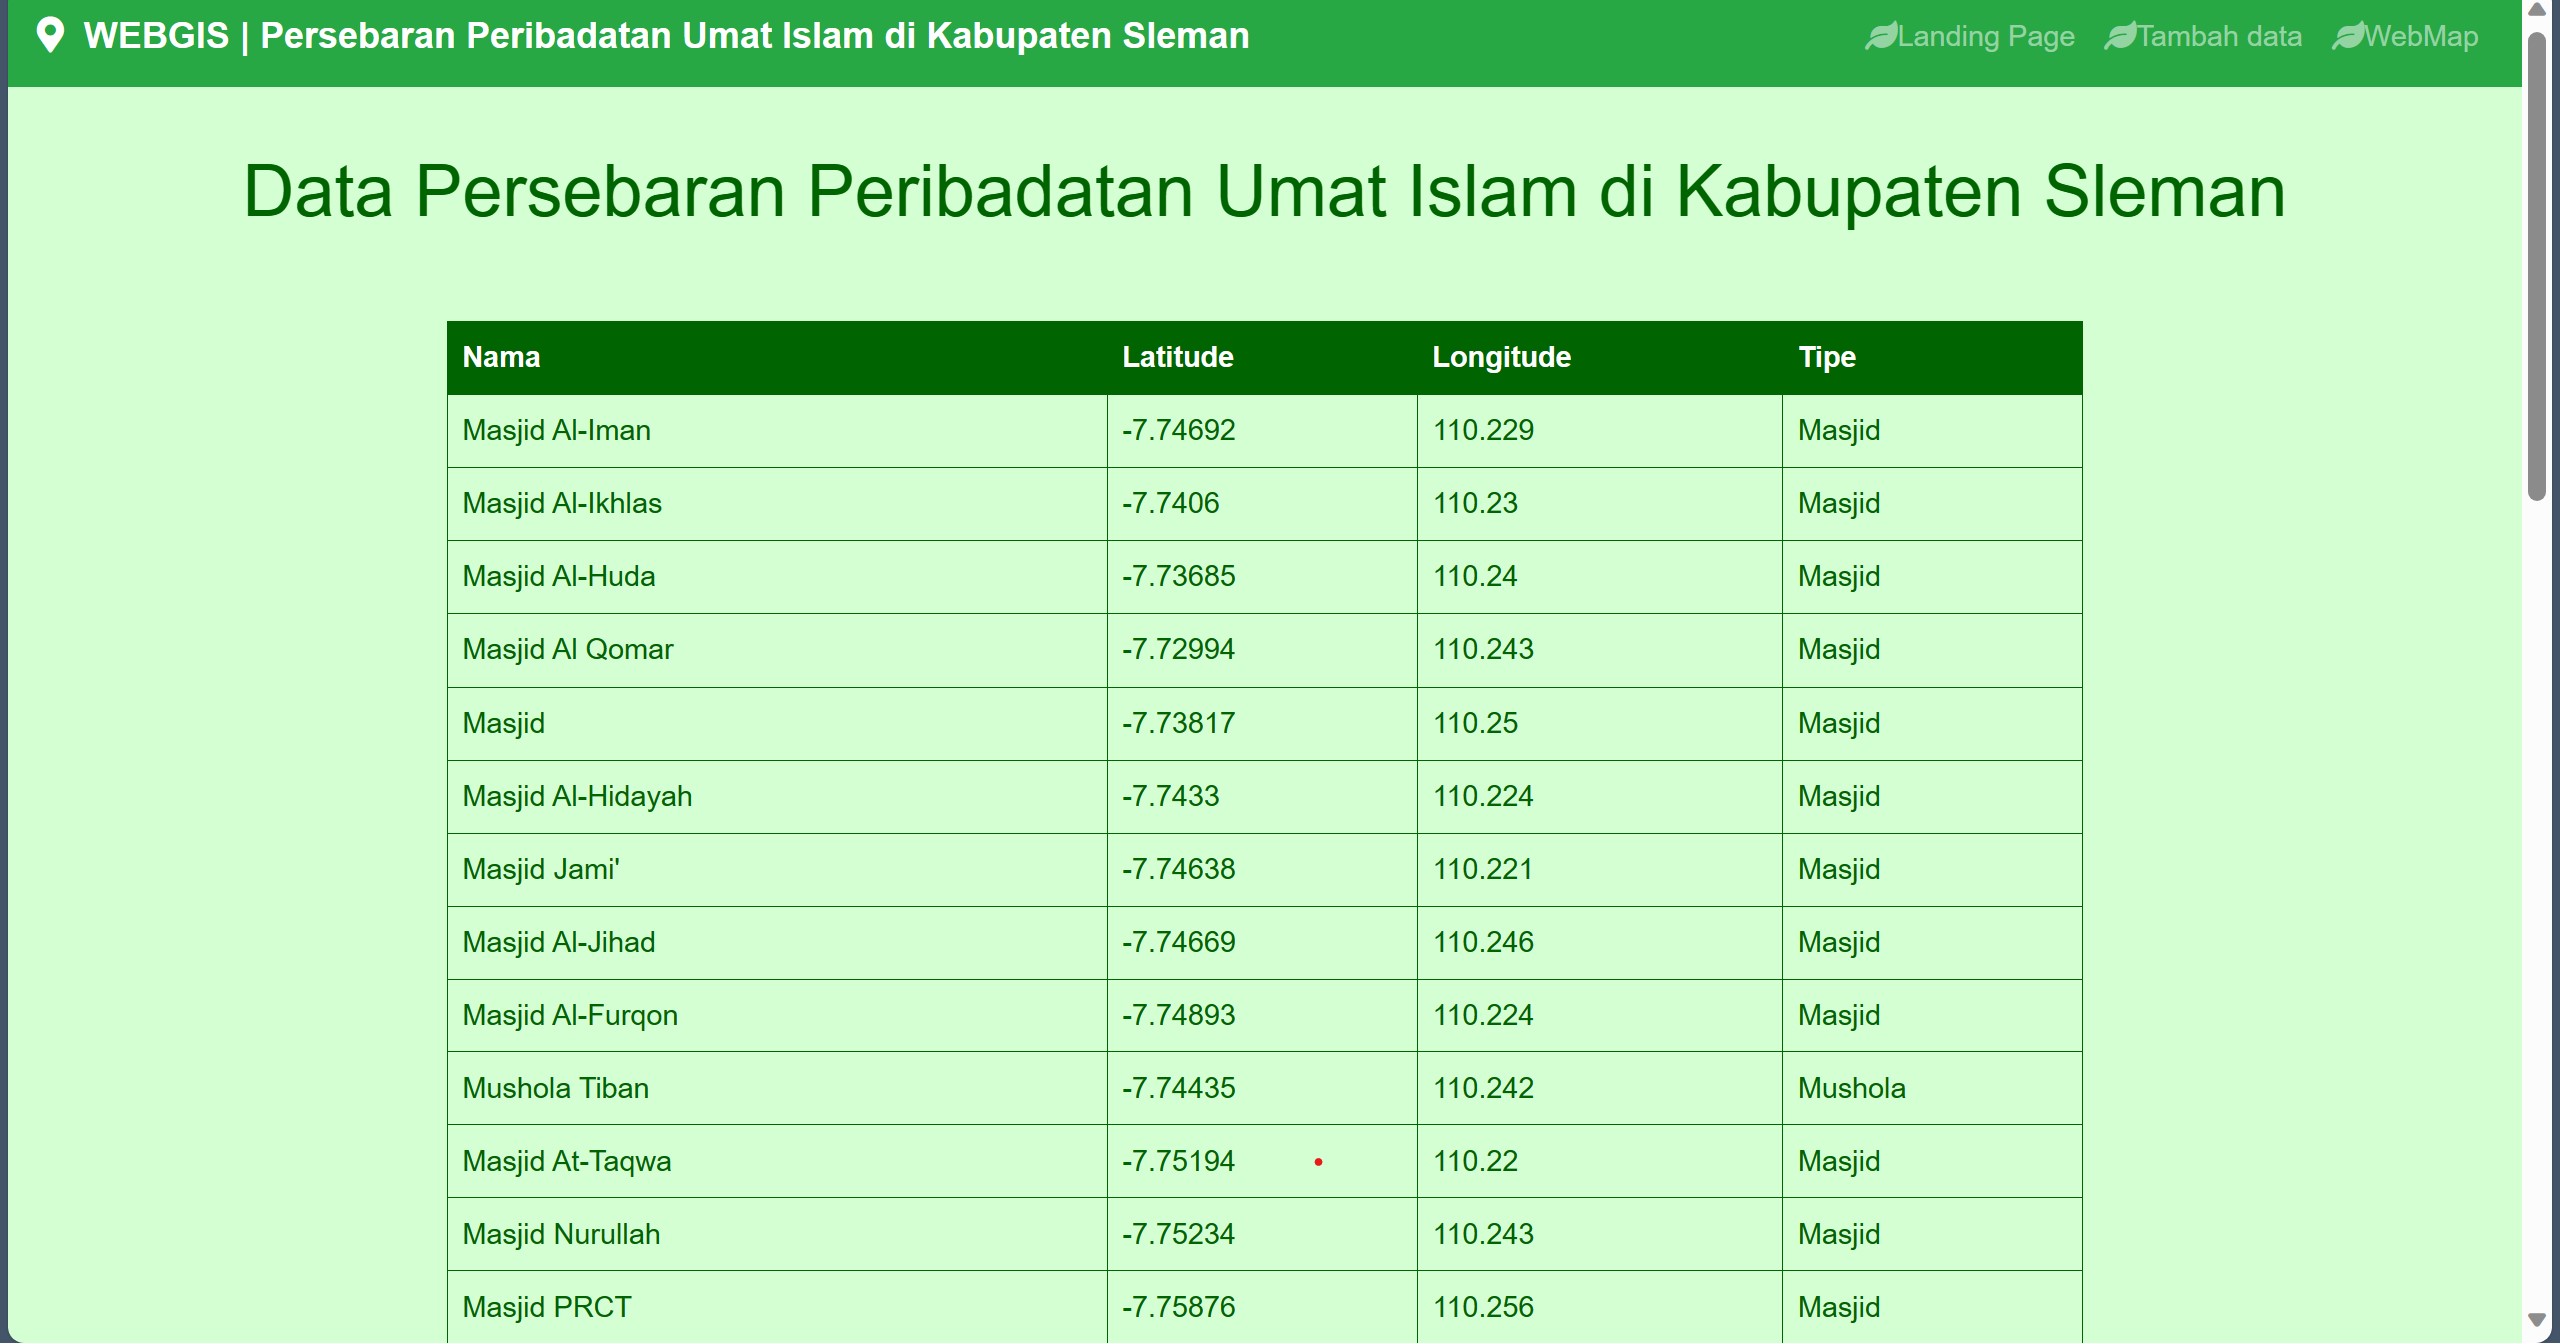 WEBGIS | Persebaran Peribadatan Umat Islam di Kabupaten Sleman Landing Page Tambah data WebMap
Data Persebaran Peribadatan Umat Islam di Kabupaten Sleman
Nama Latitude Longitude Tipe
Masjid Al-Iman -7.74692 110.229 Masjid
Masjid Al-Ikhlas -7.7406 110.23 Masjid
Masjid Al-Huda -7.73685 110.24 Masjid
Masjid Al Qomar -7.72994 110.243 Masjid
Masjid -7.73817 110.25 Masjid
Masjid Al-Hidayah -7.7433 110.224 Masjid
Masjid Jami' -7.74638 110.221 Masjid
Masjid Al-Jihad -7.74669 110.246 Masjid
Masjid Al-Furqon -7.74893 110.224 Masjid
Mushola Tiban -7.74435 110.242 Mushola
Masjid At-Taqwa -7.75194 110.22 Masjid
Masjid Nurullah -7.75234 110.243 Masjid
Masjid PRCT -7.75876 110.256 Masjid